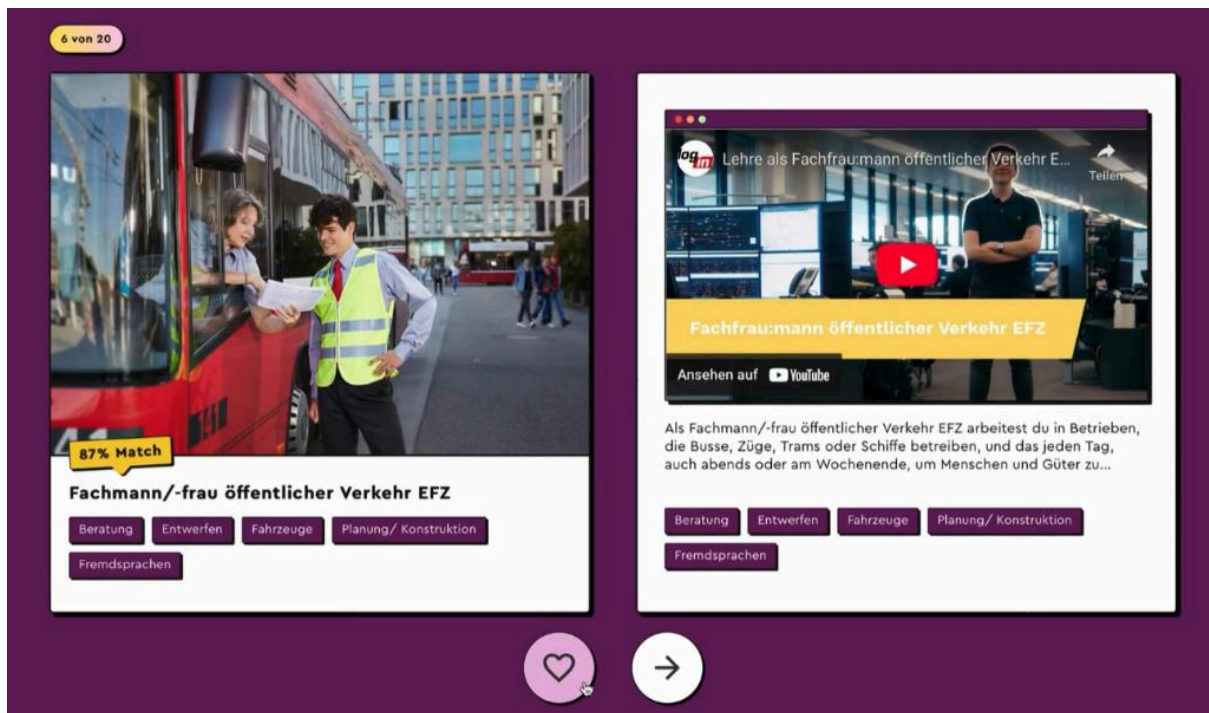 6 von 20
87% Match
Fachmann/-frau öffentlicher Verkehr EFZ
Beratung
Entwerfen
Fahrzeuge
Planung/ Konstruktion
Fremdsprachen
log in
Lehre als Fachfrau:mann öffentlicher Verkehr E...
Teilen
Fachfrau:mann öffentlicher Verkehr EFZ
Ansehen auf YouTube
Als Fachmann/-frau öffentlicher Verkehr EFZ arbeitest du in Betrieben,
die Busse, Züge, Trams oder Schiffe betreiben, und das jeden Tag,
auch abends oder am Wochenende, um Menschen und Güter zu...
Beratung
Entwerfen
Fahrzeuge
Planung/ Konstruktion
Fremdsprachen